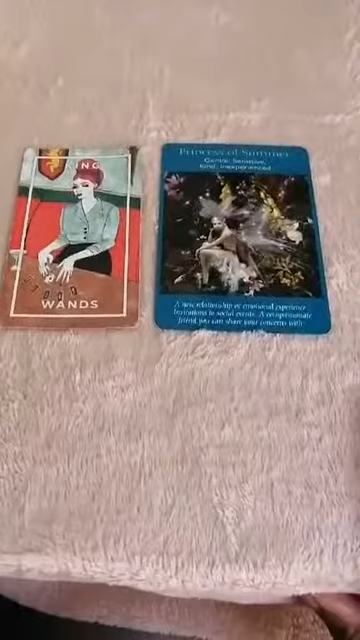 KING
WANDS
Princess of Summer
Gentle, Sensitive,
Kind, Inexperienced
A new relationship or emotional experience
Invitations to social events. A compassionate
friend you can share your concerns with